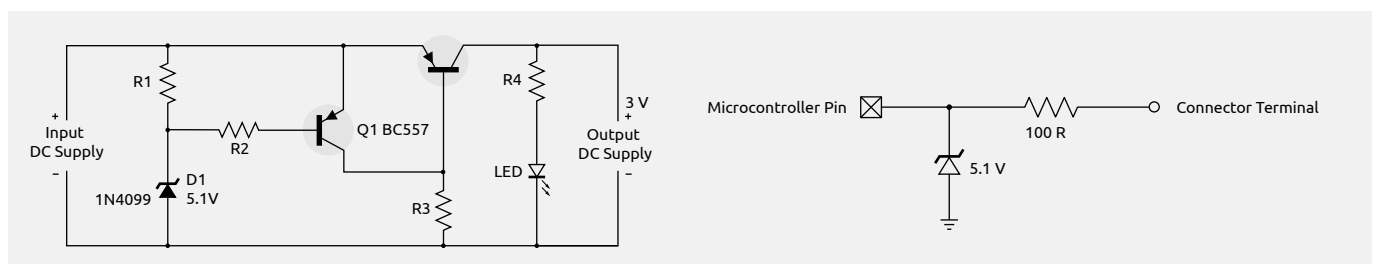 R1
+
Input
DC Supply
−
R2
1N4099
D1
5.1V
Q1 BC557
R3
R4
LED
3 V
+
Output
DC Supply
−
Microcontroller Pin
100 R
Connector Terminal
5.1 V